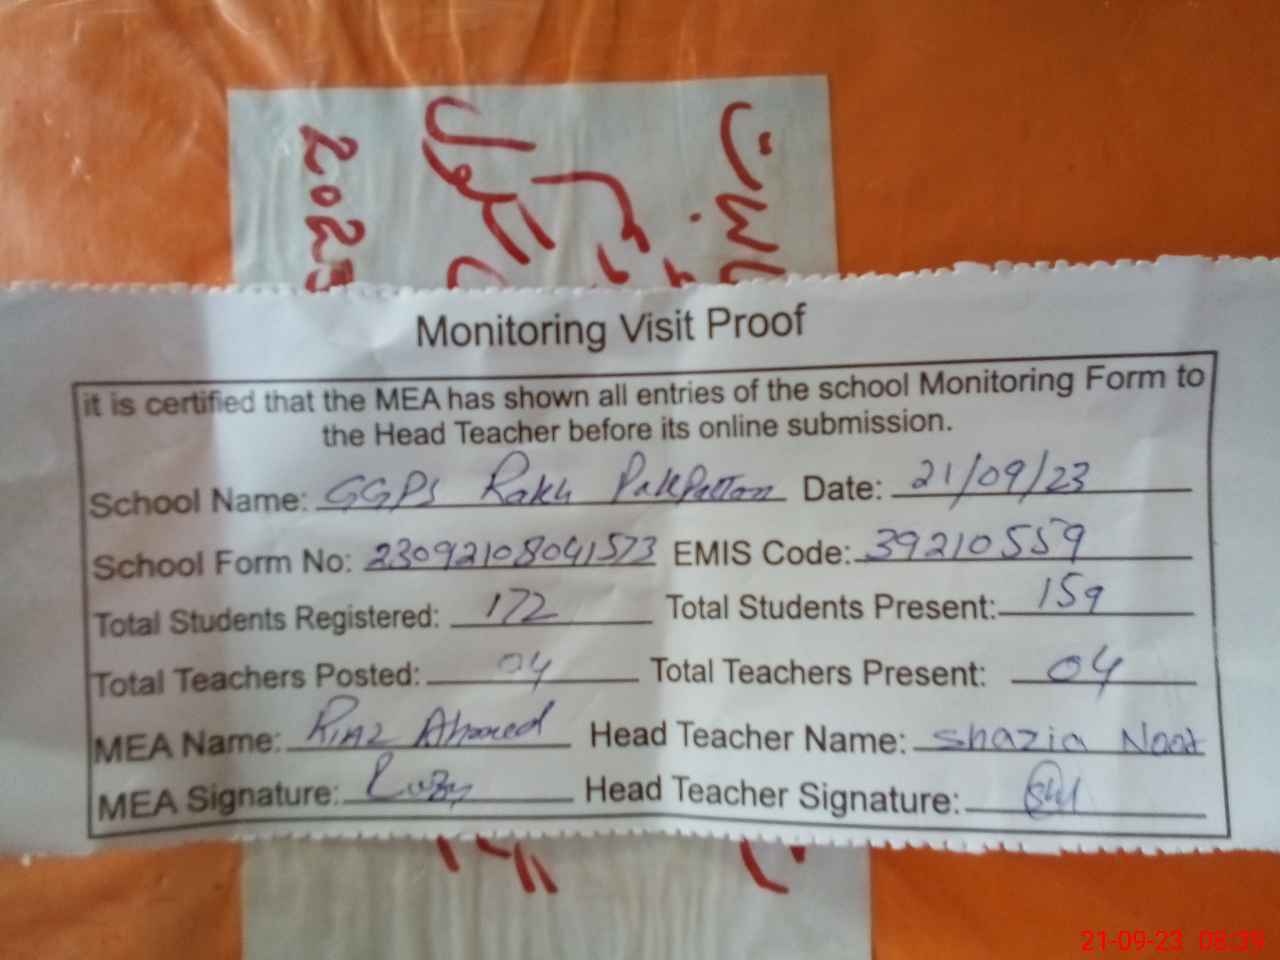 2023
Monitoring Visit Proof
it is certified that the MEA has shown all entries of the school Monitoring Form to
the Head Teacher before its online submission.
School Name: GGPS Rakh PakPattan Date: 21/09/23
School Form No: 23092108041573 EMIS Code: 39210559
Total Students Registered: 172 Total Students Present: 159
Total Teachers Posted: 04 Total Teachers Present: 04
MEA Name: Ahmed Head Teacher Name: Shazia
MEA Signature: Head Teacher Signature:
21-09-23 08:39